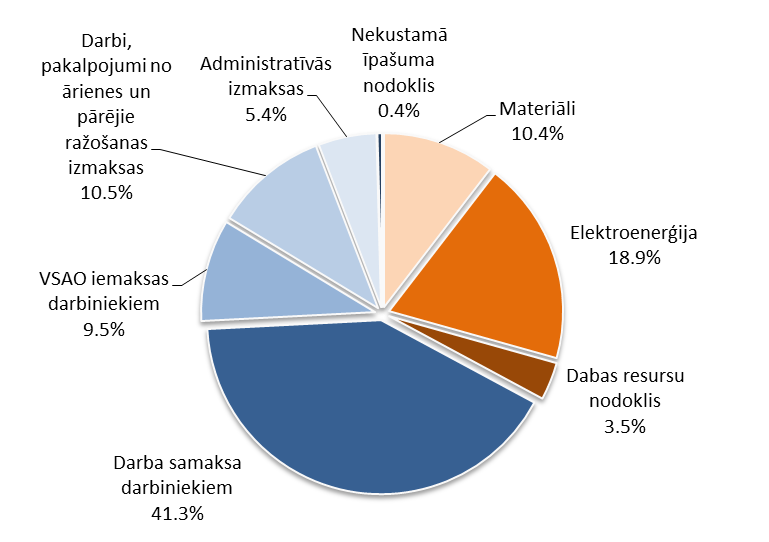 Nekustamā
īpašuma
nodoklis
0.4%
Materiāli
10.4%
Elektroenerģija
18.9%
Dabas resursu
nodoklis
3.5%
Darba samaksa
darbiniekiem
41.3%
VSAO iemaksas
darbiniekiem
9.5%
Darbi,
pakalpojumi no
ārienes un
pārējie
ražošanas
izmaksas
10.5%
Administratīvās
izmaksas
5.4%